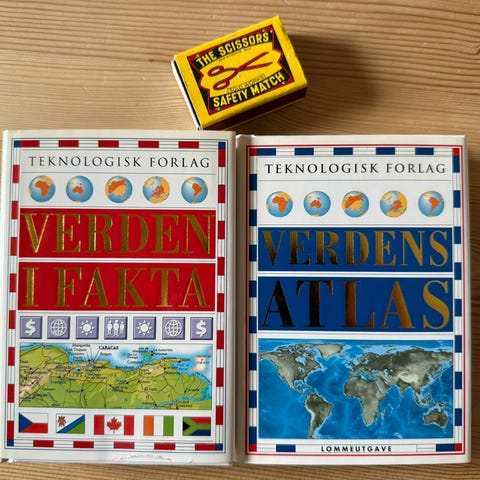 THE SCISSORS
SAFETY MATCH
TEKNOLOGISK FORLAG
VERDEN
I FAKTA
$
$
CARACAS
TEKNOLOGISK FORLAG
VERDENS
ATLAS
LOMMEUTGAVE